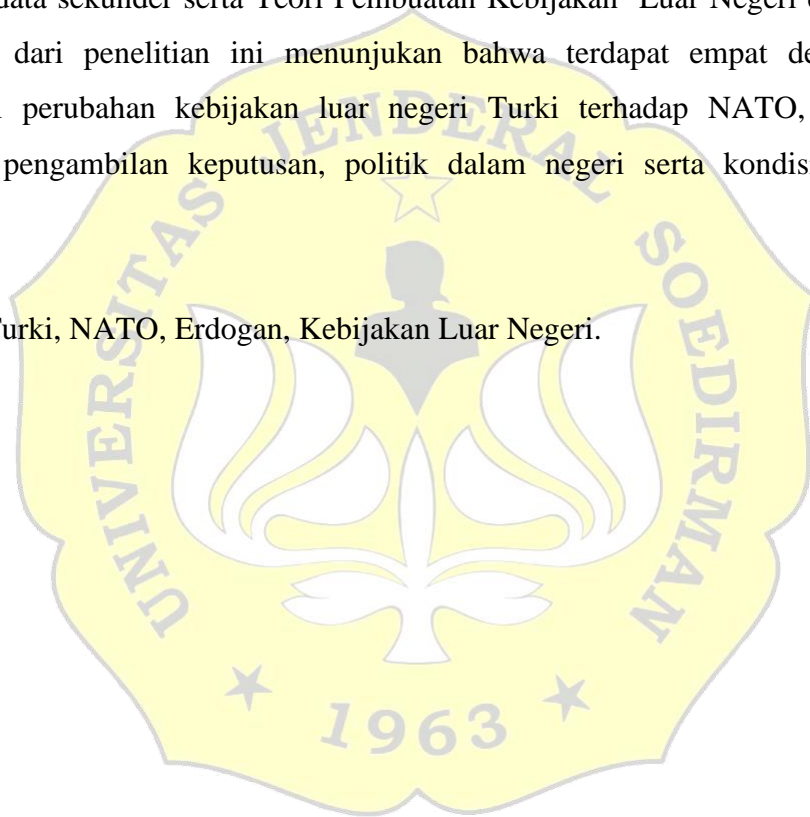 data sekunder serta Teori Pembuatan Kebijakan Luar Negeri
dari penelitian ini menunjukan bahwa terdapat empat
perubahan kebijakan luar negeri Turki terhadap NATO,
pengambilan keputusan, politik dalam negeri serta
Turki, NATO, Erdogan, Kebijakan Luar Negeri.
UNIVERSITAS JENDERAL SOEDIRMAN
1963